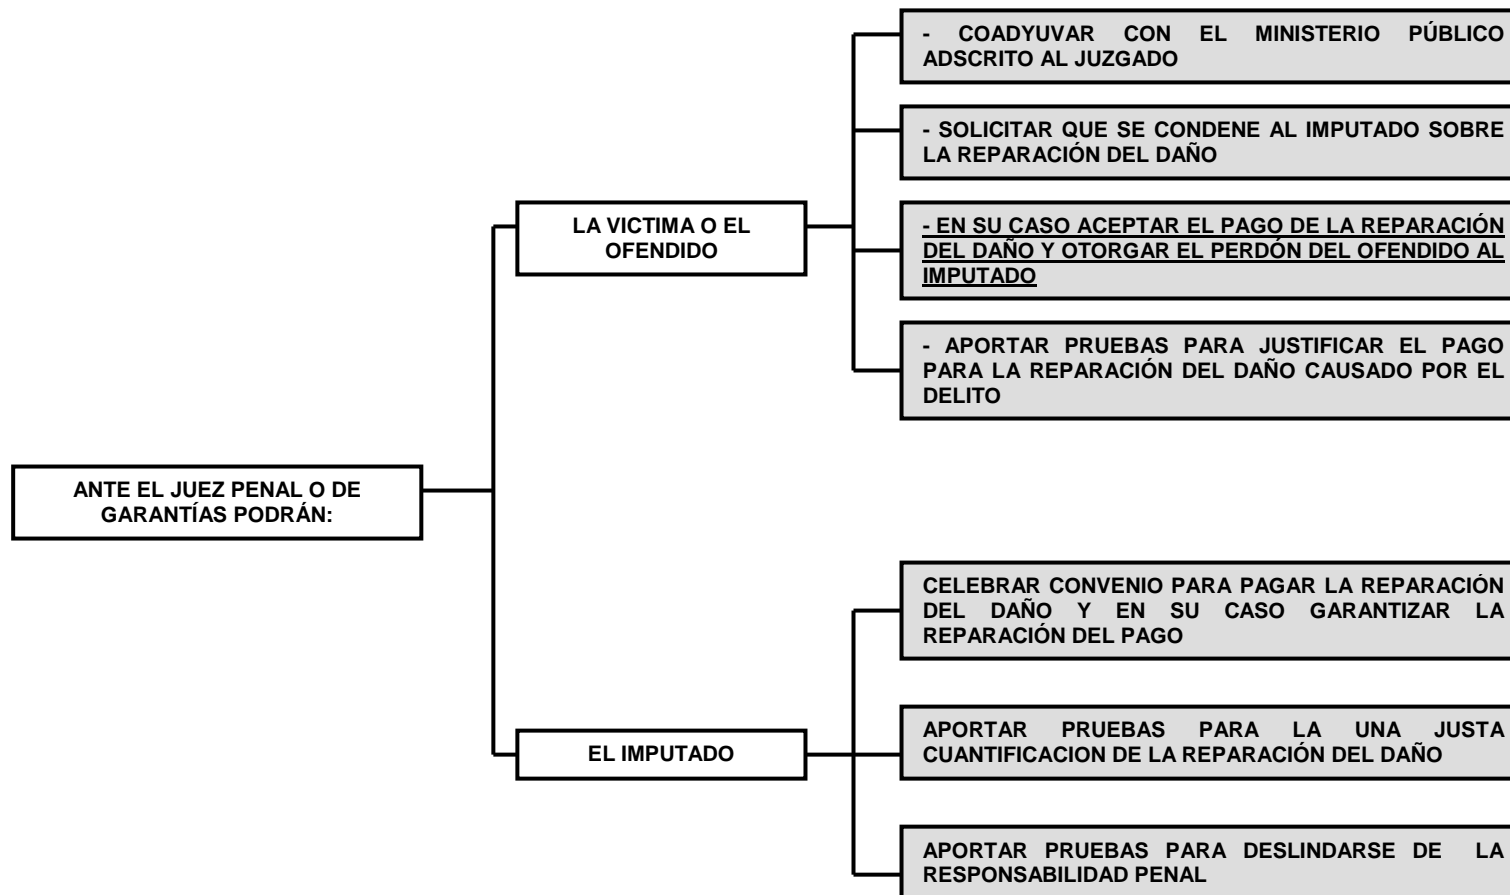 - COADYUVAR CON EL MINISTERIO PÚBLICO
ADSCRITO AL JUZGADO
- SOLICITAR QUE SE CONDENE AL IMPUTADO SOBRE
LA REPARACIÓN DEL DAÑO
LA VICTIMA O EL
OFENDIDO
- EN SU CASO ACEPTAR EL PAGO DE LA REPARACIÓN
DEL DAÑO Y OTORGAR EL PERDÓN DEL OFENDIDO AL
IMPUTADO
- APORTAR PRUEBAS PARA JUSTIFICAR EL PAGO
PARA LA REPARACIÓN DEL DAÑO CAUSADO POR EL
DELITO
ANTE EL JUEZ PENAL O DE
GARANTÍAS PODRÁN:
CELEBRAR CONVENIO PARA PAGAR LA REPARACIÓN
DEL DAÑO Y EN SU CASO GARANTIZAR LA
REPARACIÓN DEL PAGO
EL IMPUTADO
APORTAR PRUEBAS PARA LA UNA JUSTA
CUANTIFICACION DE LA REPARACIÓN DEL DAÑO
APORTAR PRUEBAS PARA DESLINDARSE DE LA
RESPONSABILIDAD PENAL